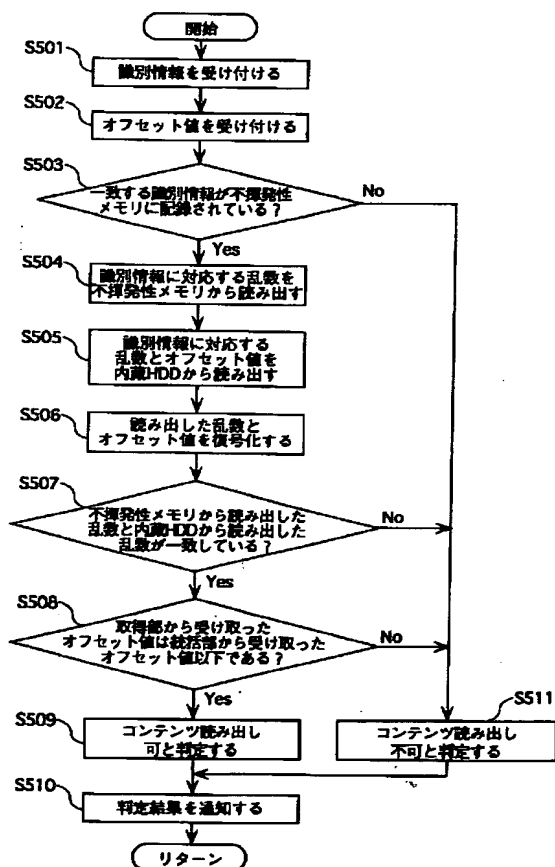 開始
S501
識別情報を受け付ける
S502
オフセット値を受け付ける
S503
一致する識別情報が不揮発性
メモリに記録されている？
No
Yes
S504
識別情報に対応する乱数を
不揮発性メモリから読み出す
S505
識別情報に対応する
乱数とオフセット値を
内蔵HDDから読み出す
S506
読み出した乱数と
オフセット値を復号化する
S507
不揮発性メモリから読み出した
乱数と内蔵HDDから読み出した
乱数が一致している？
No
Yes
S508
取得部から受け取った
オフセット値は統括部から受け取った
オフセット値以下である？
No
Yes
S509
コンテンツ読み出し
可と判定する
S511
コンテンツ読み出し
不可と判定する
S510
判定結果を通知する
リターン